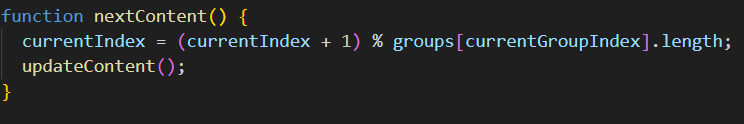 function nextContent() {
  currentIndex = (currentIndex + 1) % groups[currentGroupIndex].length;
  updateContent();
}